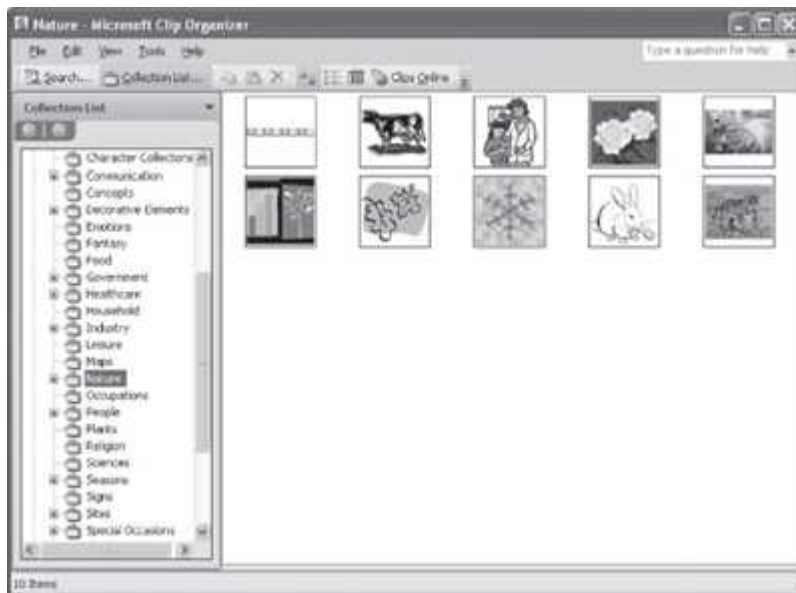 Nature - Microsoft Clip Organizer
File Edit View Tools Help
Type a question for help
Search... Collection List... Clips Online
Collection List
Character Collections
Communication
Concepts
Decorative Elements
Emotions
Fantasy
Food
Government
Healthcare
Household
Industry
Leisure
Maps
Nature
Occupations
People
Plants
Religion
Sciences
Seasons
Signs
Sites
Special Occasions
10 Items